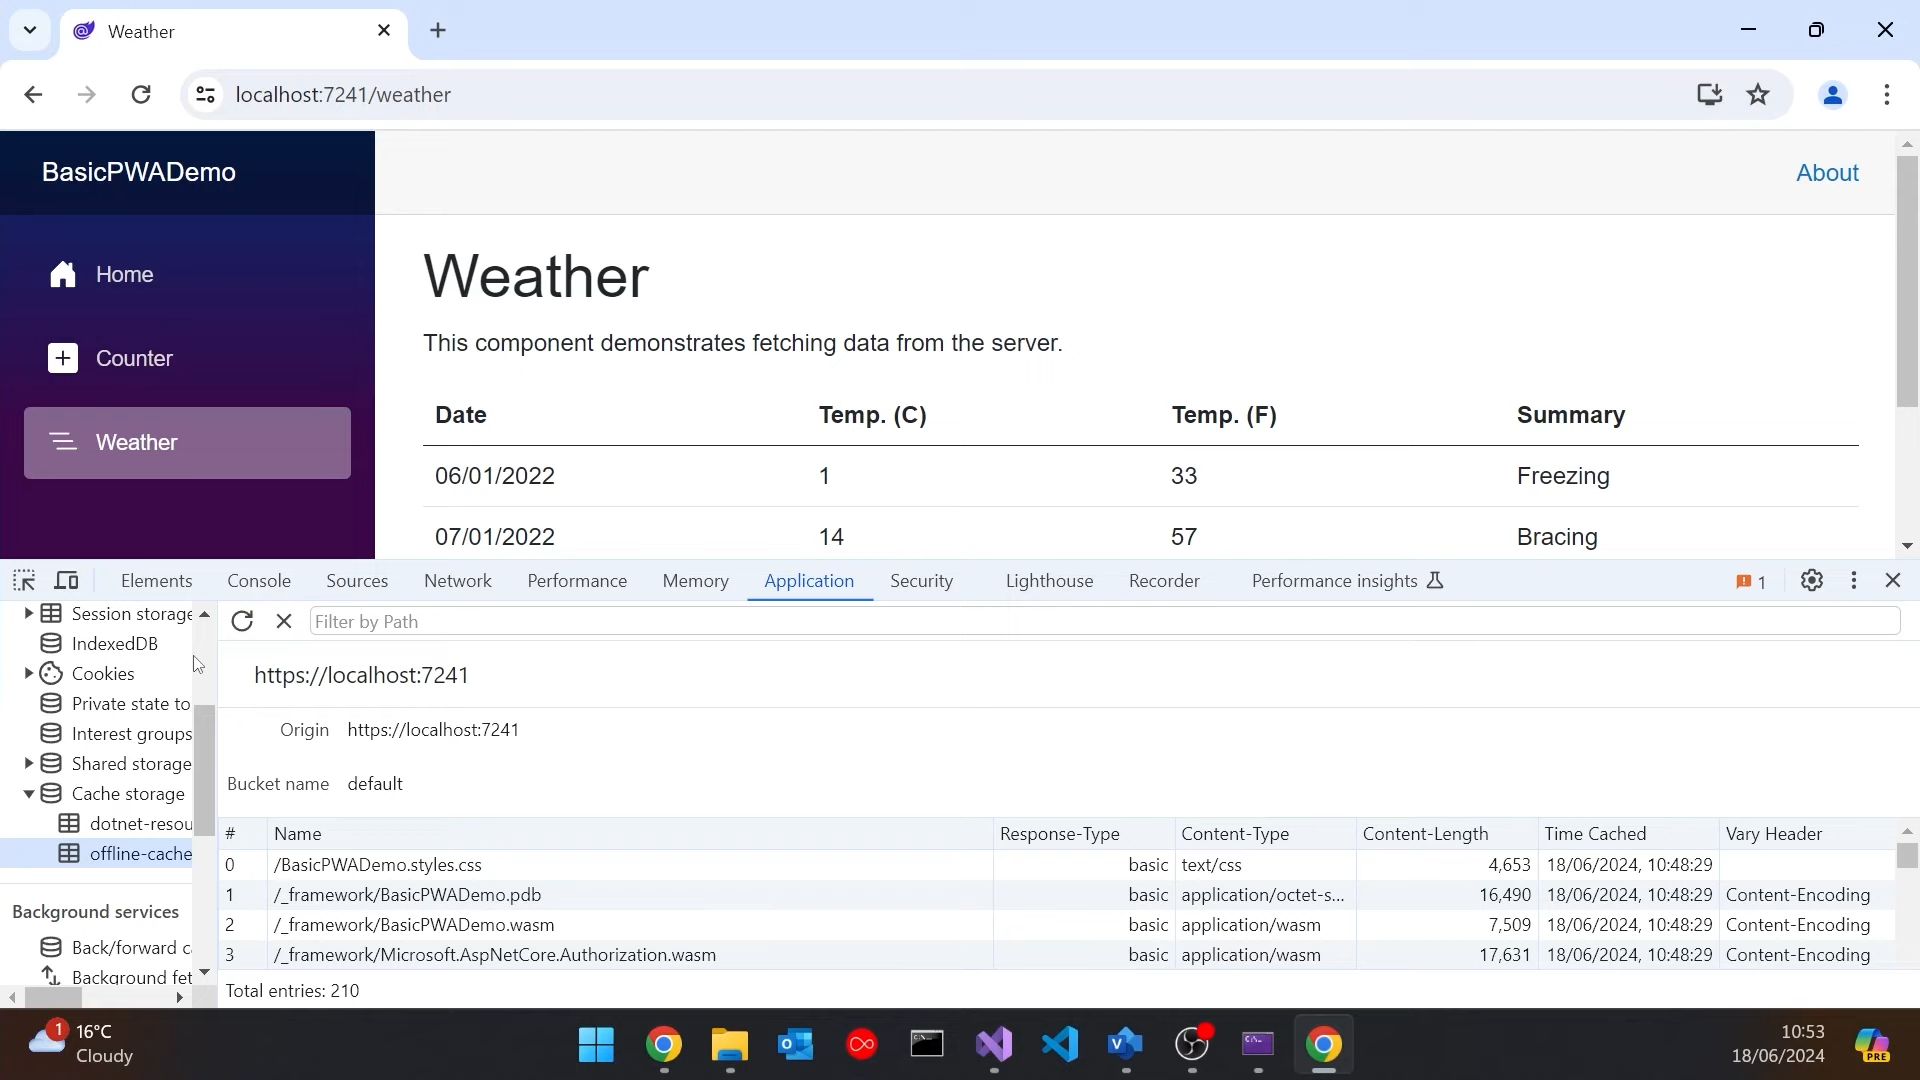 Weather
localhost:7241/weather
BasicPWADemo
About
Home
Counter
Weather
Weather
This component demonstrates fetching data from the server.
Date Temp. (C) Temp. (F) Summary
06/01/2022 1 33 Freezing
07/01/2022 14 57 Bracing
Elements Console Sources Network Performance Memory Application Security Lighthouse Recorder Performance insights 1
Session storage
IndexedDB
Cookies
Private state to
Interest groups
Shared storage
Cache storage
dotnet-resou
offline-cache
Background services
Back/forward ca
Background fet
Filter by Path
https://localhost:7241
Origin https://localhost:7241
Bucket name default
# Name Response-Type Content-Type Content-Length Time Cached Vary Header
0 /BasicPWADemo.styles.css basic text/css 4,653 18/06/2024, 10:48:29
1 /_framework/BasicPWADemo.pdb basic application/octet-s... 16,490 18/06/2024, 10:48:29 Content-Encoding
2 /_framework/BasicPWADemo.wasm basic application/wasm 7,509 18/06/2024, 10:48:29 Content-Encoding
3 /_framework/Microsoft.AspNetCore.Authorization.wasm basic application/wasm 17,631 18/06/2024, 10:48:29 Content-Encoding
Total entries: 210
1 16°C
Cloudy
10:53
18/06/2024
PRE